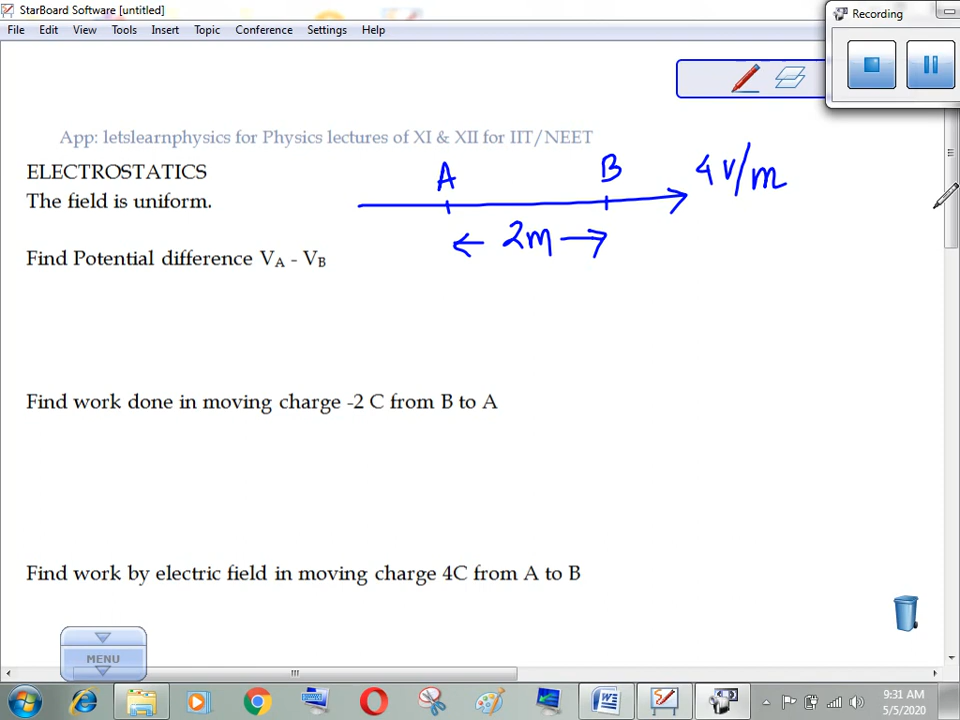 StarBoard Software [untitled]
Recording
File Edit View Tools Insert Topic Conference Settings Help
App: letslearnphysics for Physics lectures of XI & XII for IIT/NEET
ELECTROSTATICS
A B 4 V/m
The field is uniform.
2m
Find Potential difference VA - VB
Find work done in moving charge -2 C from B to A
Find work by electric field in moving charge 4C from A to B
MENU
9:31 AM
5/5/2020